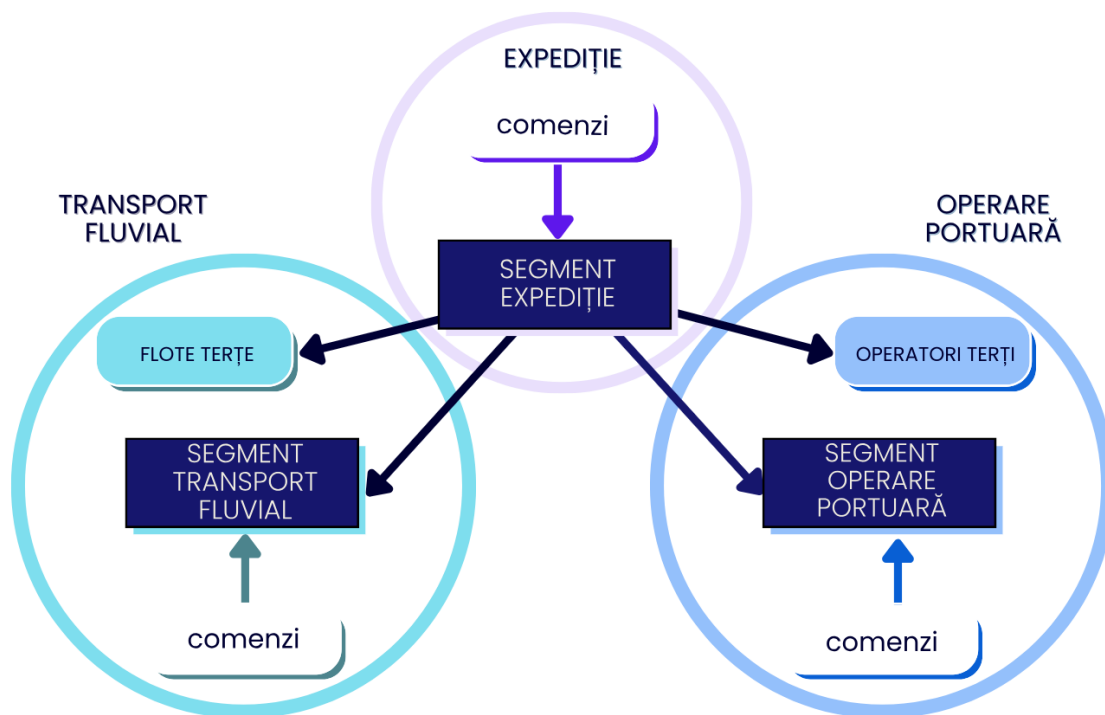 EXPEDIȚIE
comenzi
SEGMENT
EXPEDIȚIE
TRANSPORT
FLUVIAL
FLOTE TERȚE
SEGMENT
TRANSPORT
FLUVIAL
comenzi
OPERARE
PORTUARĂ
OPERATORI TERȚI
SEGMENT
OPERARE
PORTUARĂ
comenzi